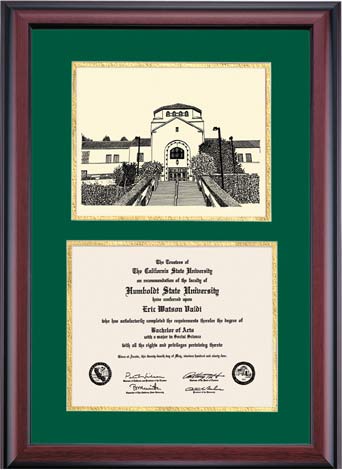 The Trustees of
The California State University
on recommendation of the faculty of
Humboldt State University
have conferred upon
Eric Watson Vaidi
who has satisfactorily completed the requirements therefor the degree of
Bachelor of Arts
with a major in Social Science
with all the rights and privileges pertaining thereto